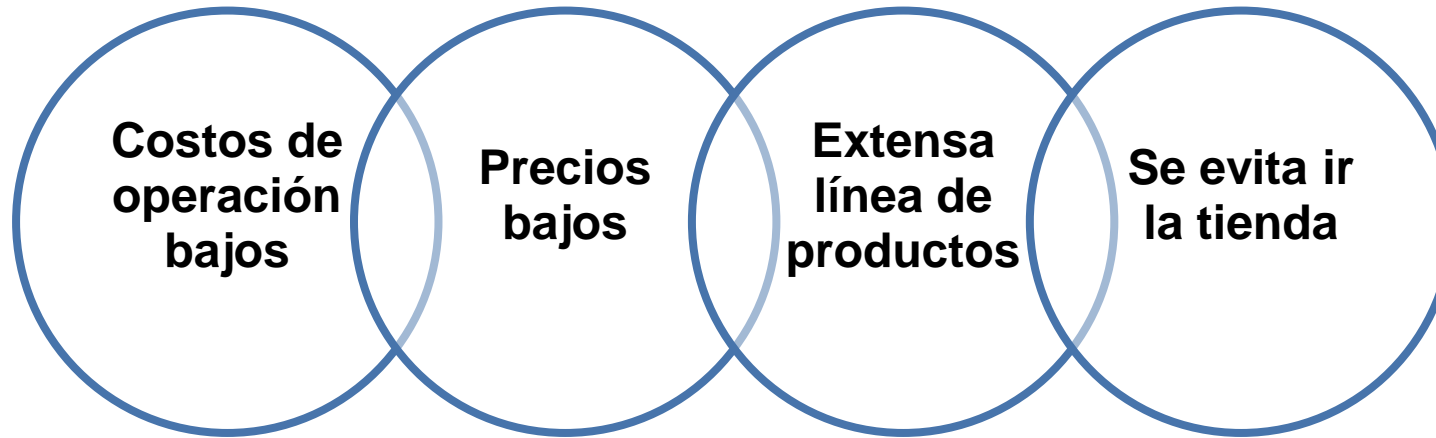 Costos de
operación
bajos
Precios
bajos
Extensa
línea de
productos
Se evita ir
la tienda